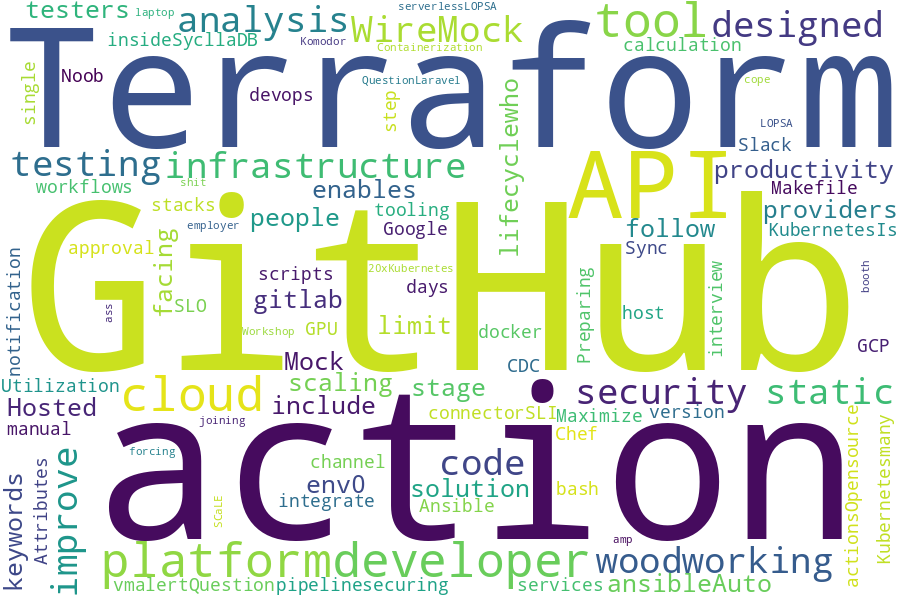 testers
laptop
serverlessLOPSA
analysis
WireMock
tool
designed
insideSycllaDB
Komodor
Containerization
calculation
Terraform
single
Noob
devops
step
QuestionLaravel
cope
LOPSA
Slack
lifecyclewho
testing
infrastructure
API
productivity
workflows
shit
enables
Makefile
stacks
employer
people
tooling
Google
follow
providers
KubernetesIs
approval
facing
GitHub
scripts
20xKubernetes
Sync
notification
ass
SLO
gitlab
days
Preparing
host
interview
booth
Workshop
GPU
limit
docker
GCP
Mock
CDC
Utilization
cloud
scaling
stage
security
static
Hosted
include
connectorSLI
Maximize
version
manual
joining
action
Chef
forcing
channel
code
keywords
Attributes
improve
env0
solution
bash
integrate
Ansible
SCaLE
amp
actionsOpensource
Kubernetesmany
platform
developer
woodworking
vmalertQuestion
pipelinesecuring
services
ansibleAuto